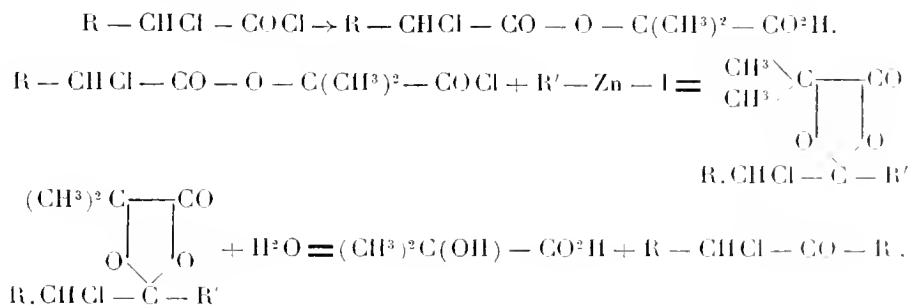 R — CHCl — COCl → R — CHCl — CO — O — C(CH³)² — CO²H.
R — CHCl — CO — O — C(CH³)² — COCl + R′ — Zn — I =
CH³
CH³
C — CO
O O
R.CHCl — C — R′
(CH³)²C — CO
O O
R.CHCl — C — R′
+ H²O = (CH³)²C(OH) — CO²H + R — CHCl — CO — R .